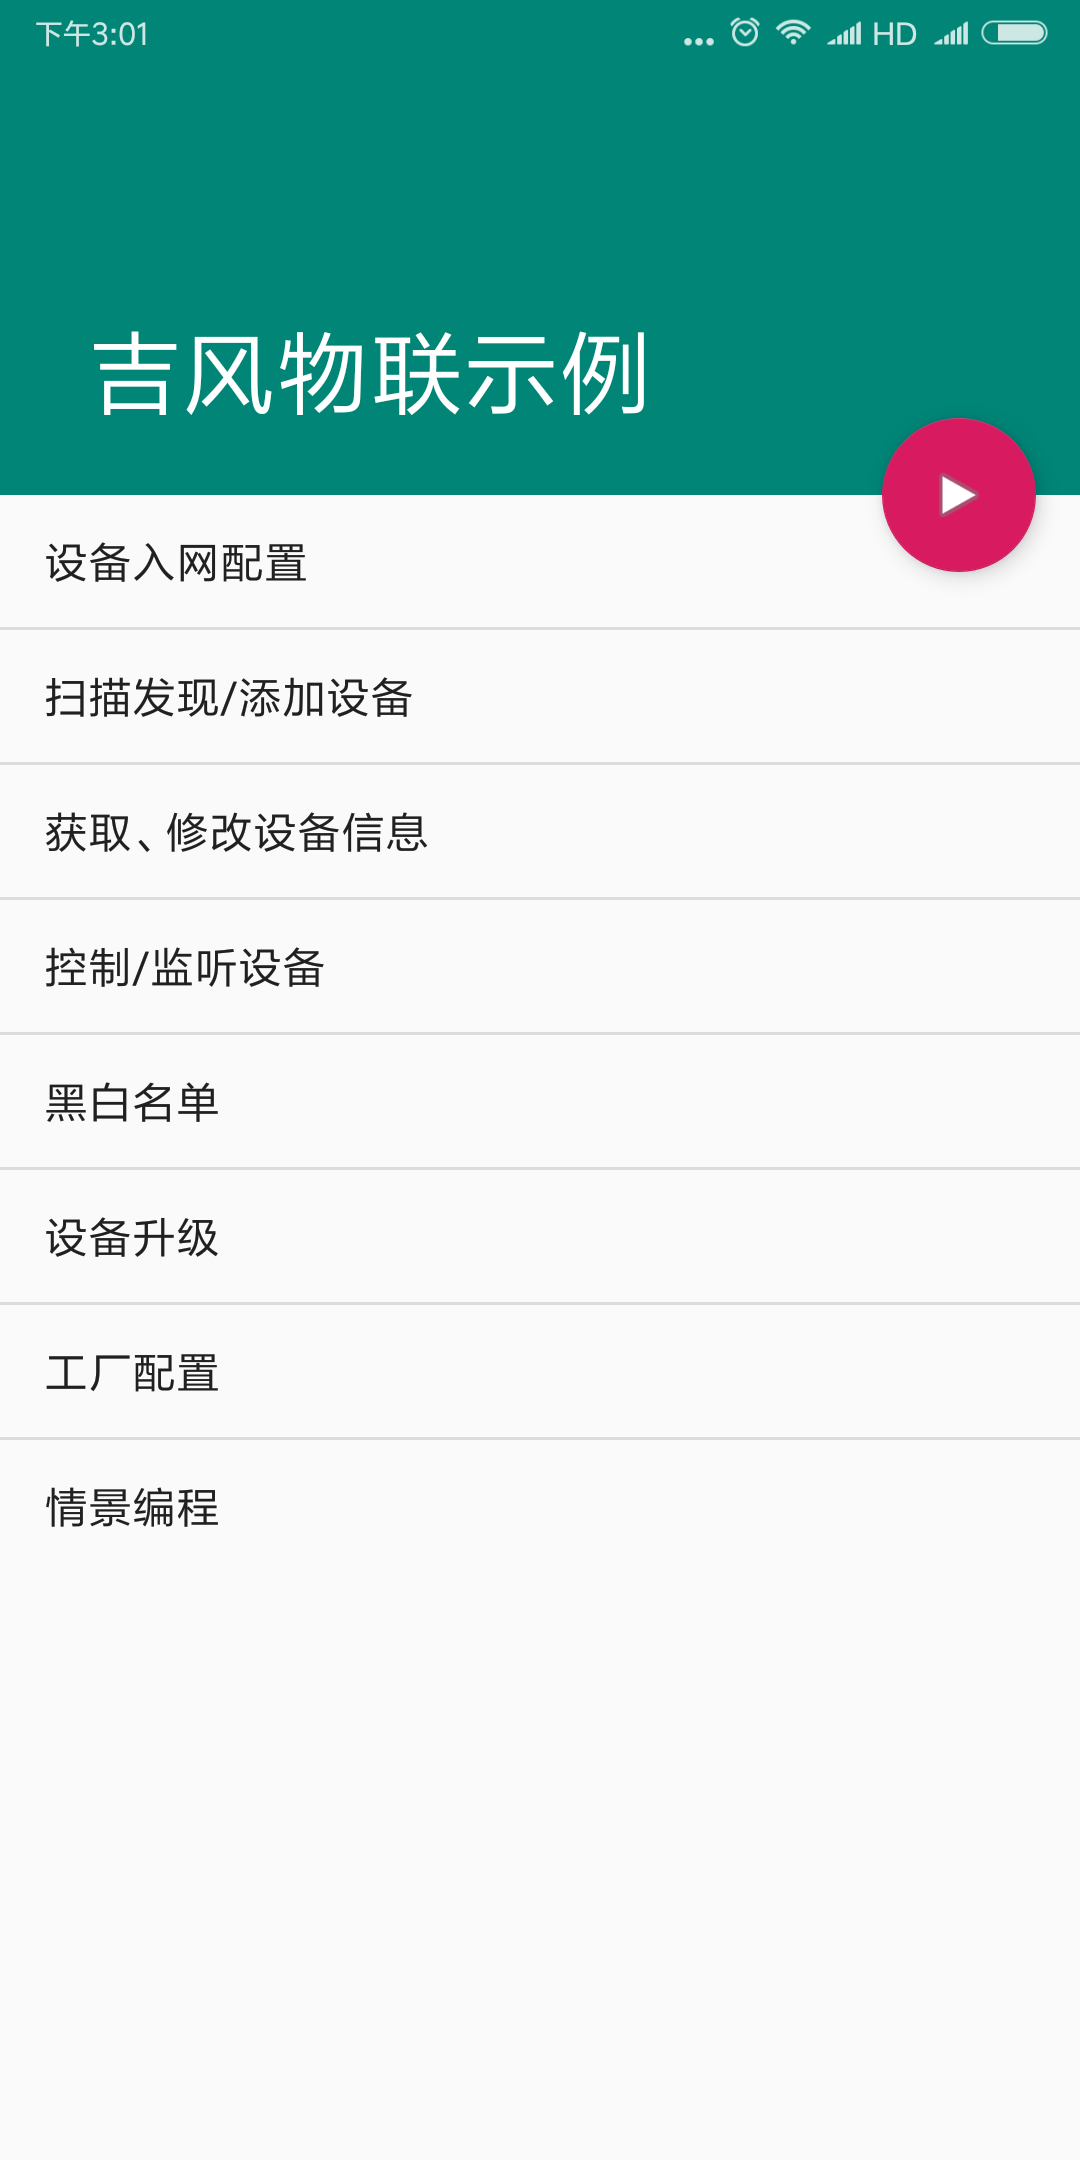 下午3:01
HD
吉风物联示例
设备入网配置
扫描发现/添加设备
获取、修改设备信息
控制/监听设备
黑白名单
设备升级
工厂配置
情景编程